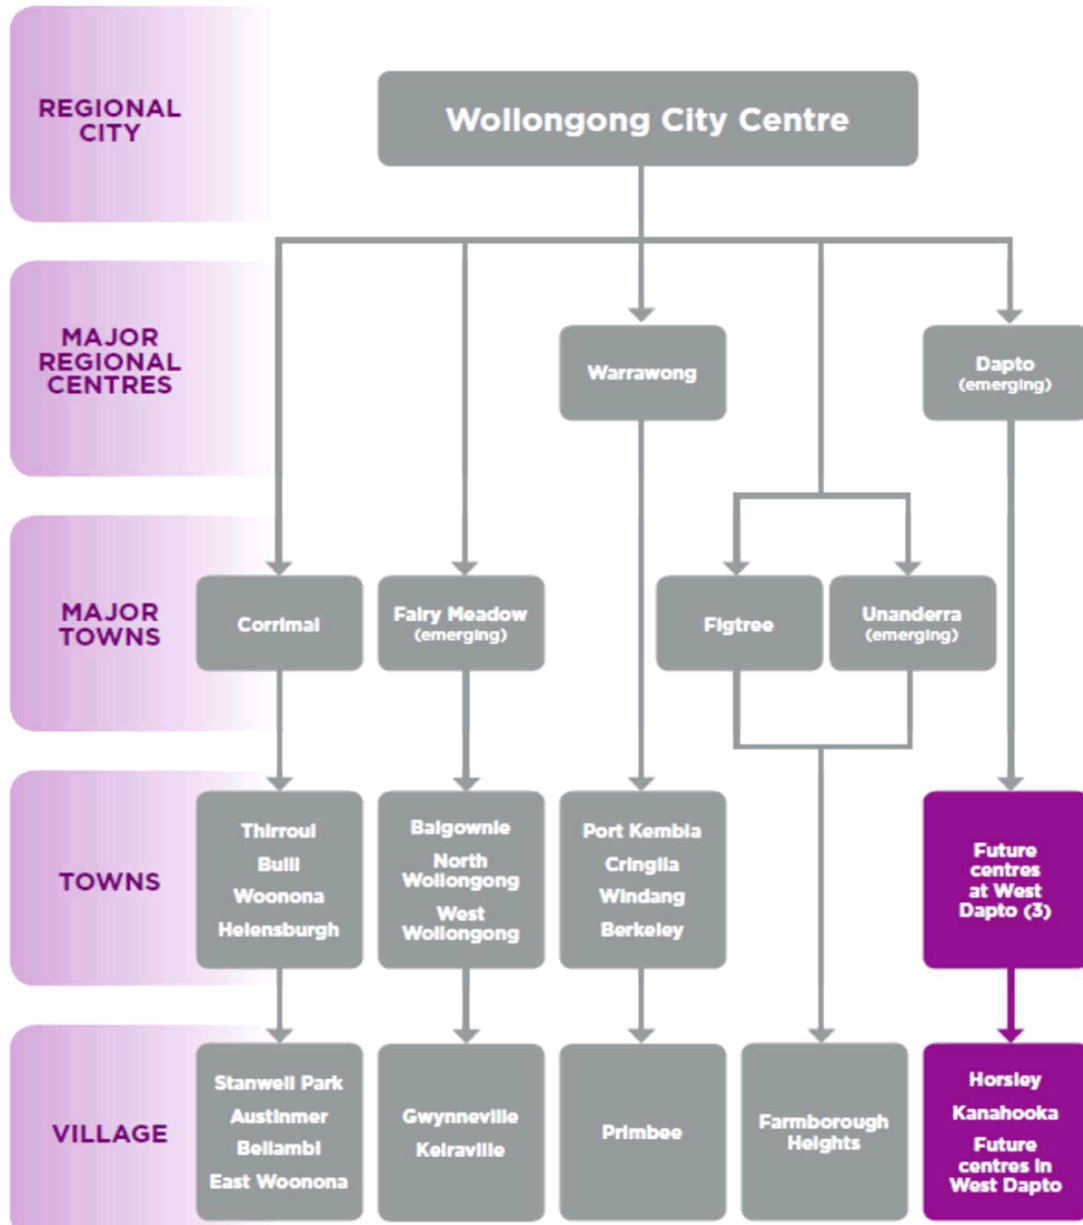 REGIONAL
CITY
Wollongong City Centre
MAJOR
REGIONAL
CENTRES
Warrawong
Dapto
(emerging)
MAJOR
TOWNS
Corrimal
Fairy Meadow
(emerging)
Figtree
Unanderra
(emerging)
TOWNS
Thirroul
Bulli
Woonona
Helensburgh
Balgownie
North
Wollongong
West
Wollongong
Port Kembla
Cringila
Windang
Berkeley
Future
centres
at West
Dapto (3)
VILLAGE
Stanwell Park
Austinmer
Bellambi
East Woonona
Gwynneville
Keiraville
Primbee
Farmborough
Heights
Horsley
Kanahooka
Future
centres in
West Dapto